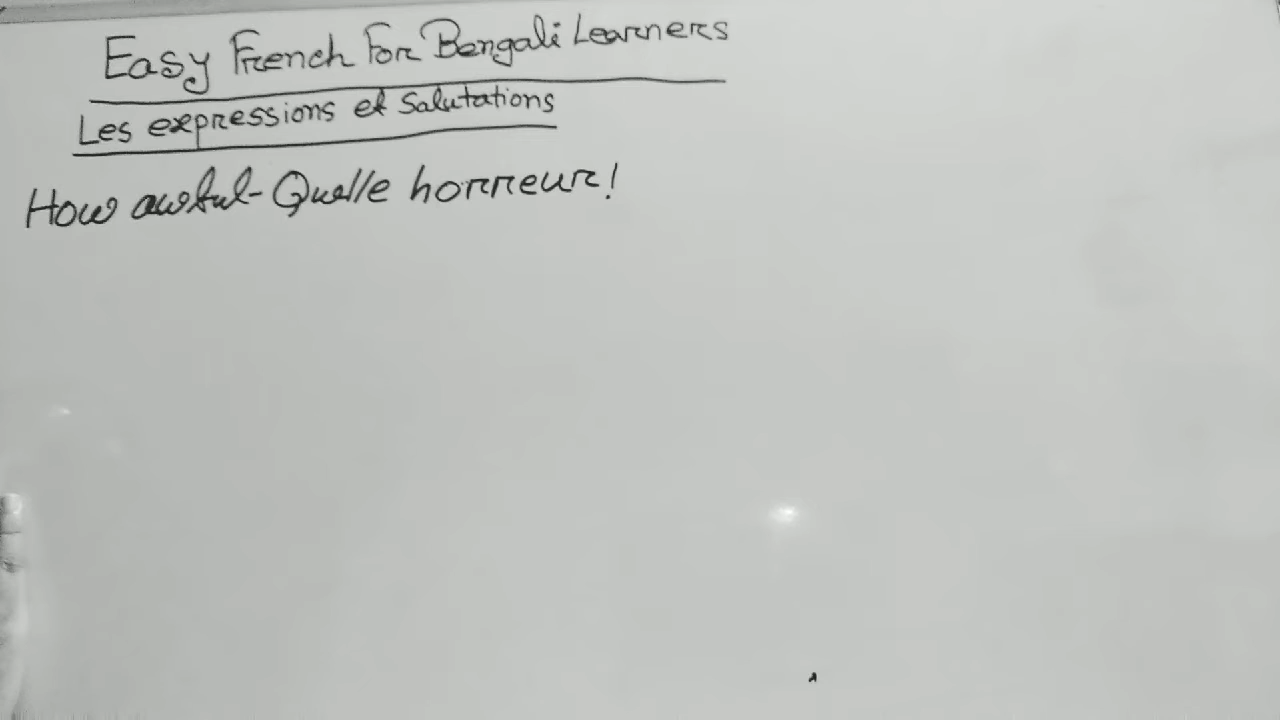 Easy French For Bengali Learners
Les expressions et Salutations
How awful - Quelle horreur!